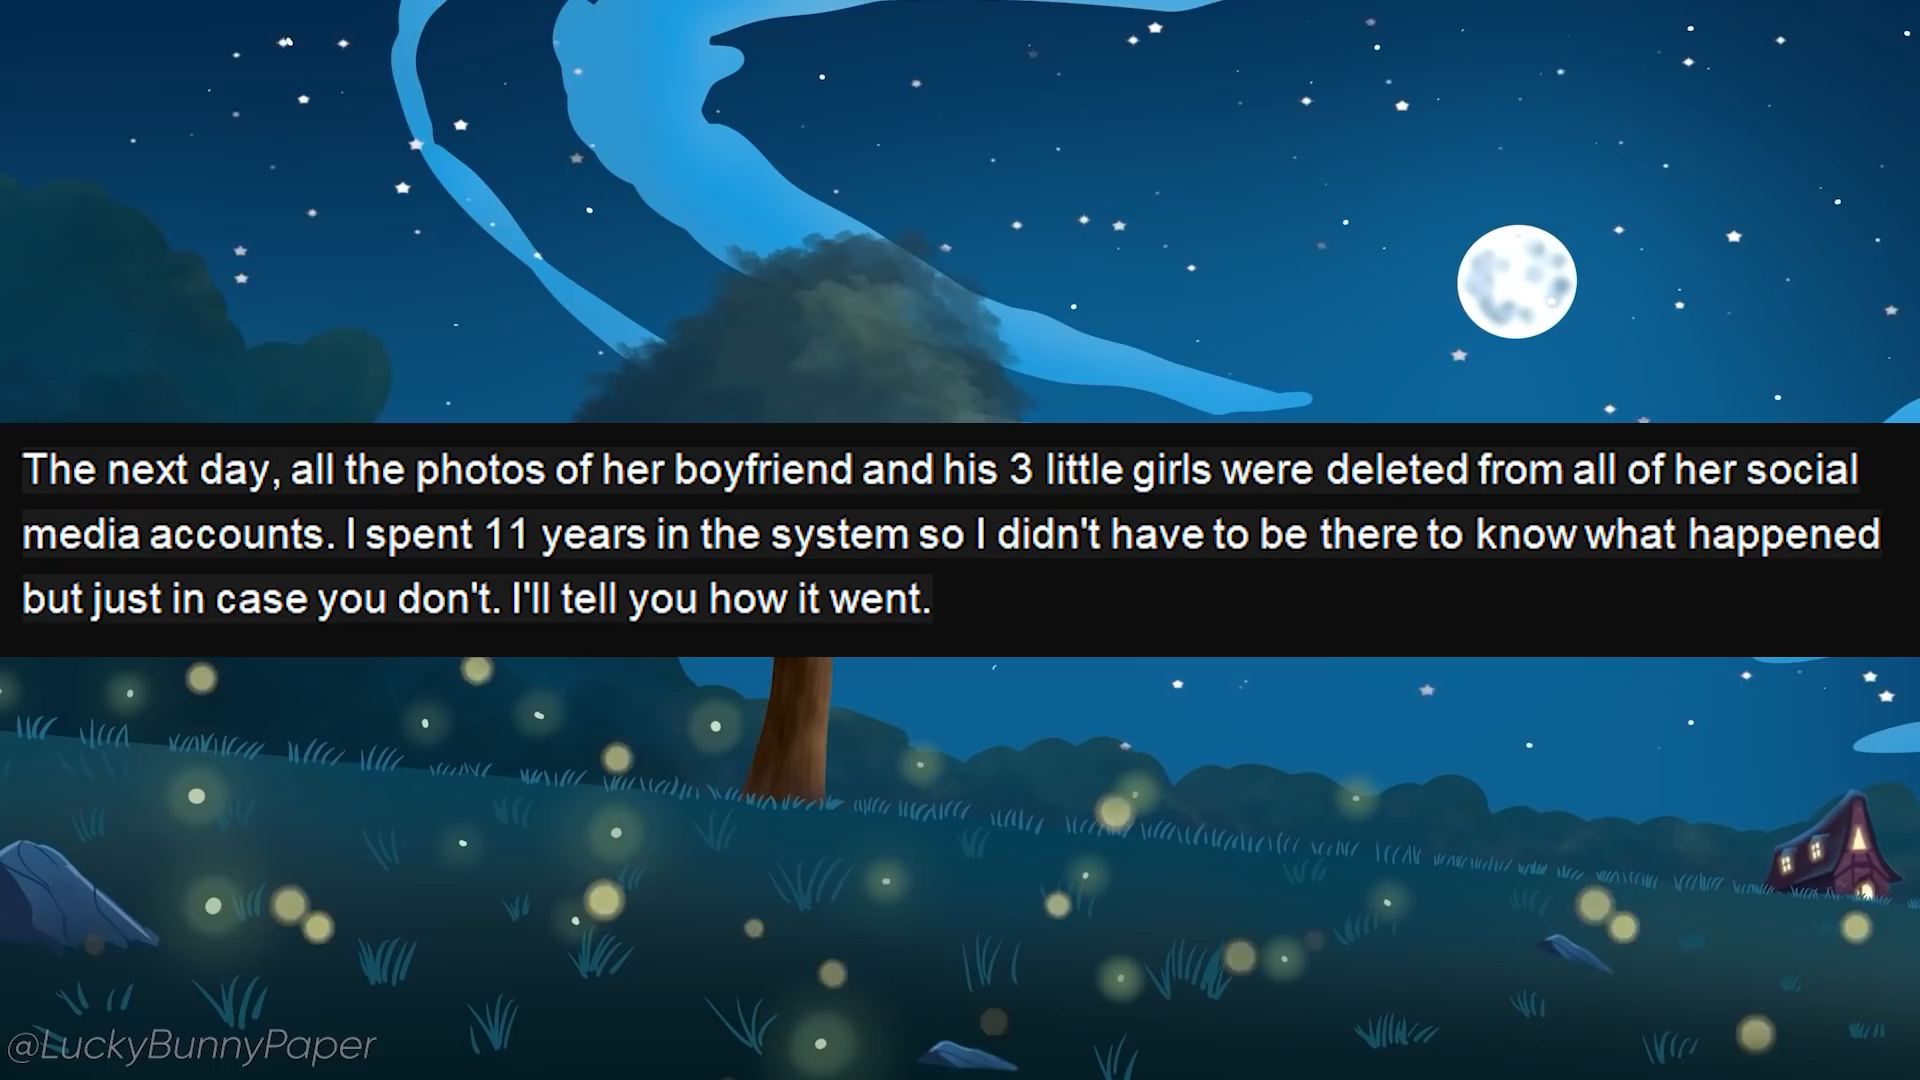 The next day, all the photos of her boyfriend and his 3 little girls were deleted from all of her social
media accounts. I spent 11 years in the system so I didn't have to be there to know what happened
but just in case you don't. I'll tell you how it went.
@LuckyBunnyPaper